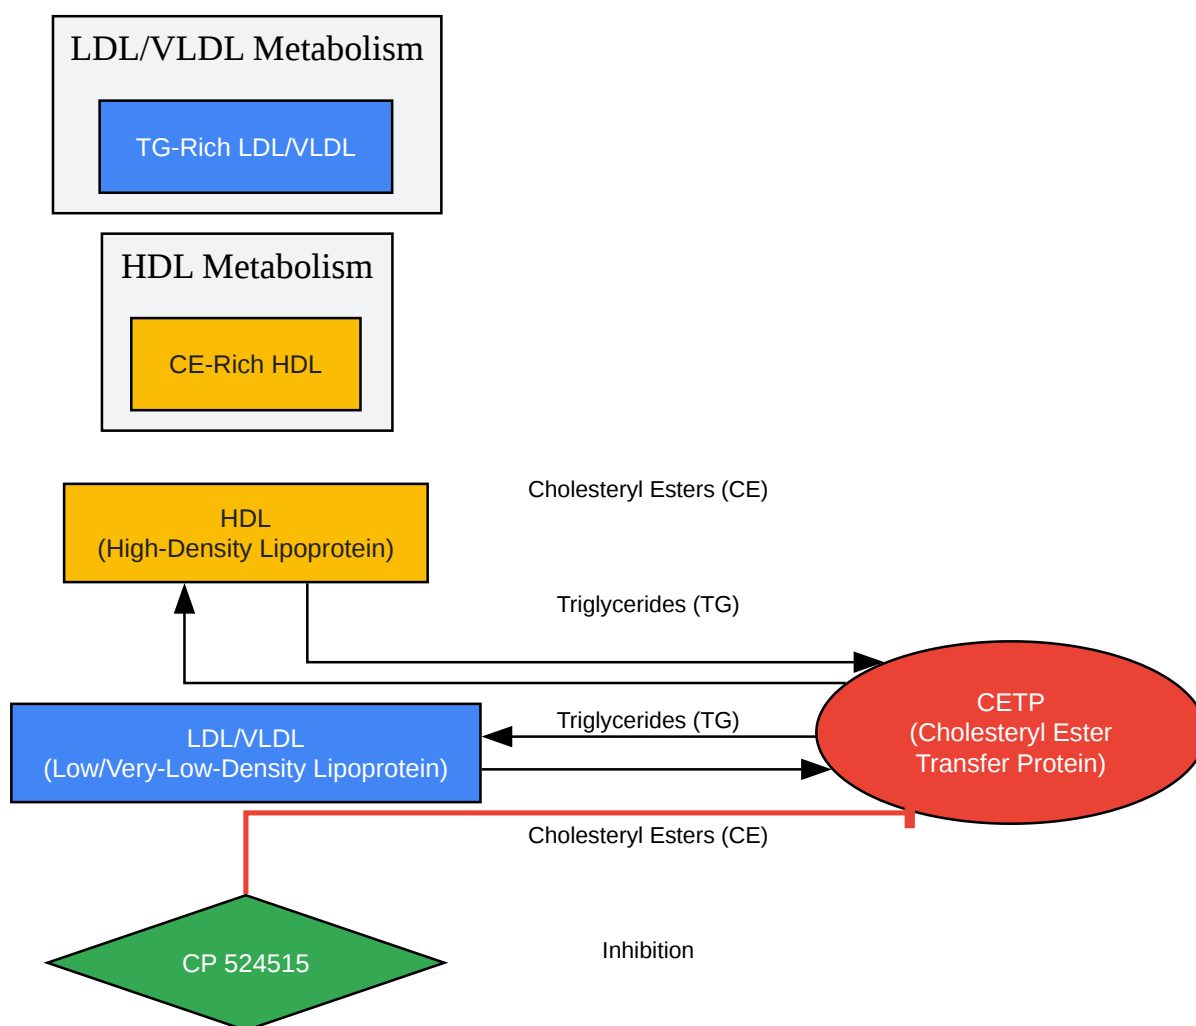 LDL/VLDL Metabolism
TG-Rich LDL/VLDL
HDL Metabolism
CE-Rich HDL
Cholesteryl Esters (CE)
HDL
(High-Density Lipoprotein)
Triglycerides (TG)
CETP
(Cholesteryl Ester
Transfer Protein)
Triglycerides (TG)
LDL/VLDL
(Low/Very-Low-Density Lipoprotein)
Cholesteryl Esters (CE)
Inhibition
CP 524515